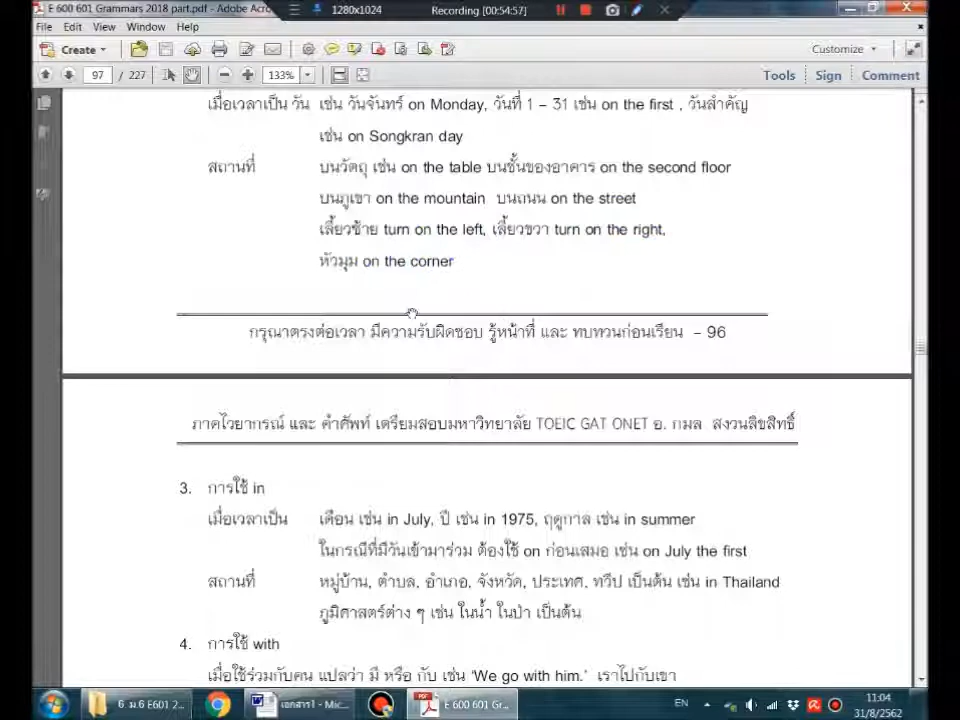 E 600 601 Grammars 2018 part.pdf - Adobe Acro
1280x1024
Recording [00:54:57]
File Edit View Window Help
Create
Customize
97 / 227
133%
Tools Sign Comment
เมื่อเวลาเป็น วัน เช่น วันจันทร์ on Monday, วันที่ 1 – 31 เช่น on the first , วันสำคัญ
เช่น on Songkran day
สถานที่ บนวัตถุ เช่น on the table บนชั้นของอาคาร on the second floor
บนภูเขา on the mountain บนถนน on the street
เลี้ยวซ้าย turn on the left, เลี้ยวขวา turn on the right,
หัวมุม on the corner
กรุณาตรงต่อเวลา มีความรับผิดชอบ รู้หน้าที่ และ ทบทวนก่อนเรียน – 96
ภาคไวยากรณ์ และ คำศัพท์ เตรียมสอบมหาวิทยาลัย TOEIC GAT ONET อ. กมล สงวนลิขสิทธิ์
3. การใช้ in
เมื่อเวลาเป็น เดือน เช่น in July, ปี เช่น in 1975, ฤดูกาล เช่น in summer
ในกรณีที่มีวันเข้ามาร่วม ต้องใช้ on ก่อนเสมอ เช่น on July the first
สถานที่ หมู่บ้าน, ตำบล, อำเภอ, จังหวัด, ประเทศ, ทวีป เป็นต้น เช่น in Thailand
ภูมิศาสตร์ต่าง ๆ เช่น ในน้ำ ในป่า เป็นต้น
4. การใช้ with
เมื่อใช้ร่วมกับคน แปลว่า มี หรือ กับ เช่น 'We go with him.' เราไปกับเขา
6 ม.6 E601 2...
เอกสาร1 - Mic...
E 600 601 Gr...
EN
11:04
31/8/2562